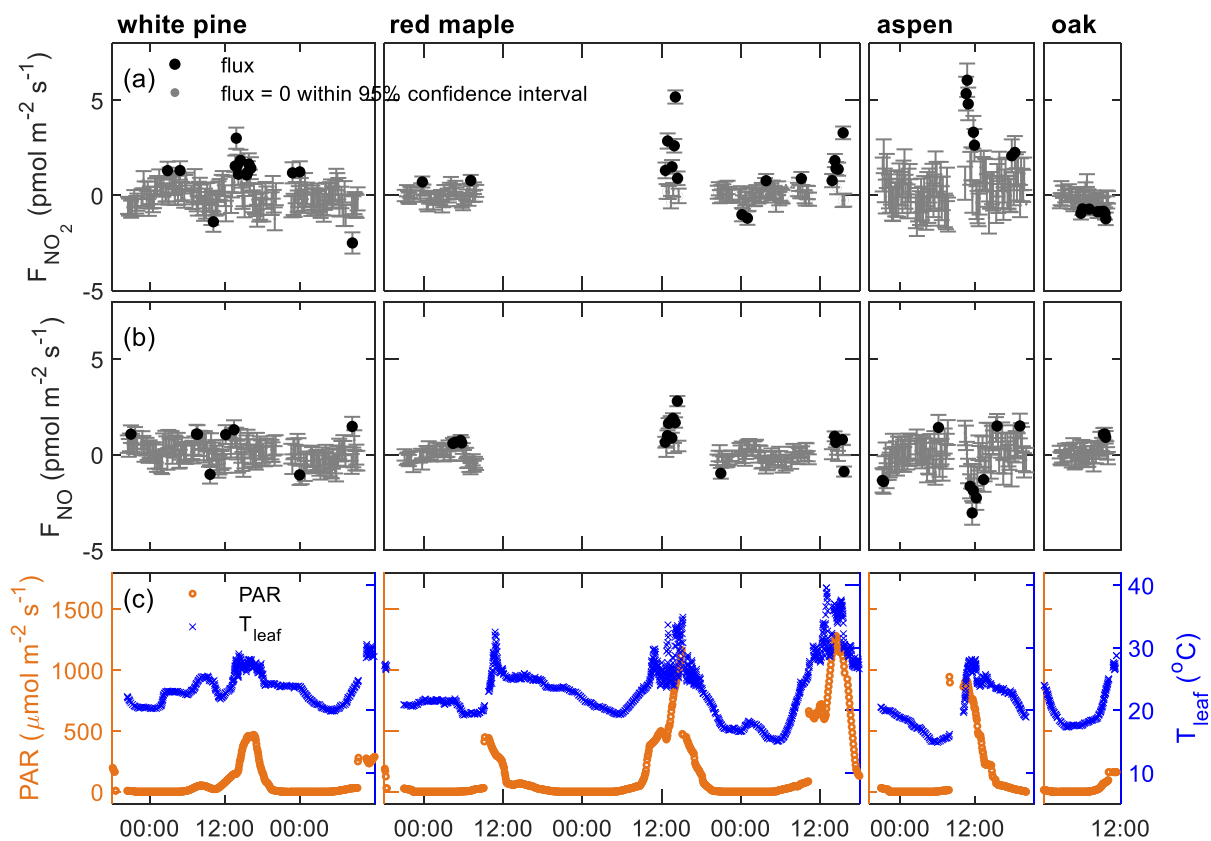 white pine red maple aspen oak
(a)
flux
flux = 0 within 95% confidence interval
F_NO_2 (pmol m^-2 s^-1)
5
0
-5
(b)
F_NO (pmol m^-2 s^-1)
5
0
-5
(c)
PAR
T_leaf
PAR (μmol m^-2 s^-1)
1500
1000
500
0
40
30
20
10
T_leaf (°C)
00:00 12:00 00:00 00:00 12:00 00:00 12:00 00:00 12:00 00:00 12:00 12:00